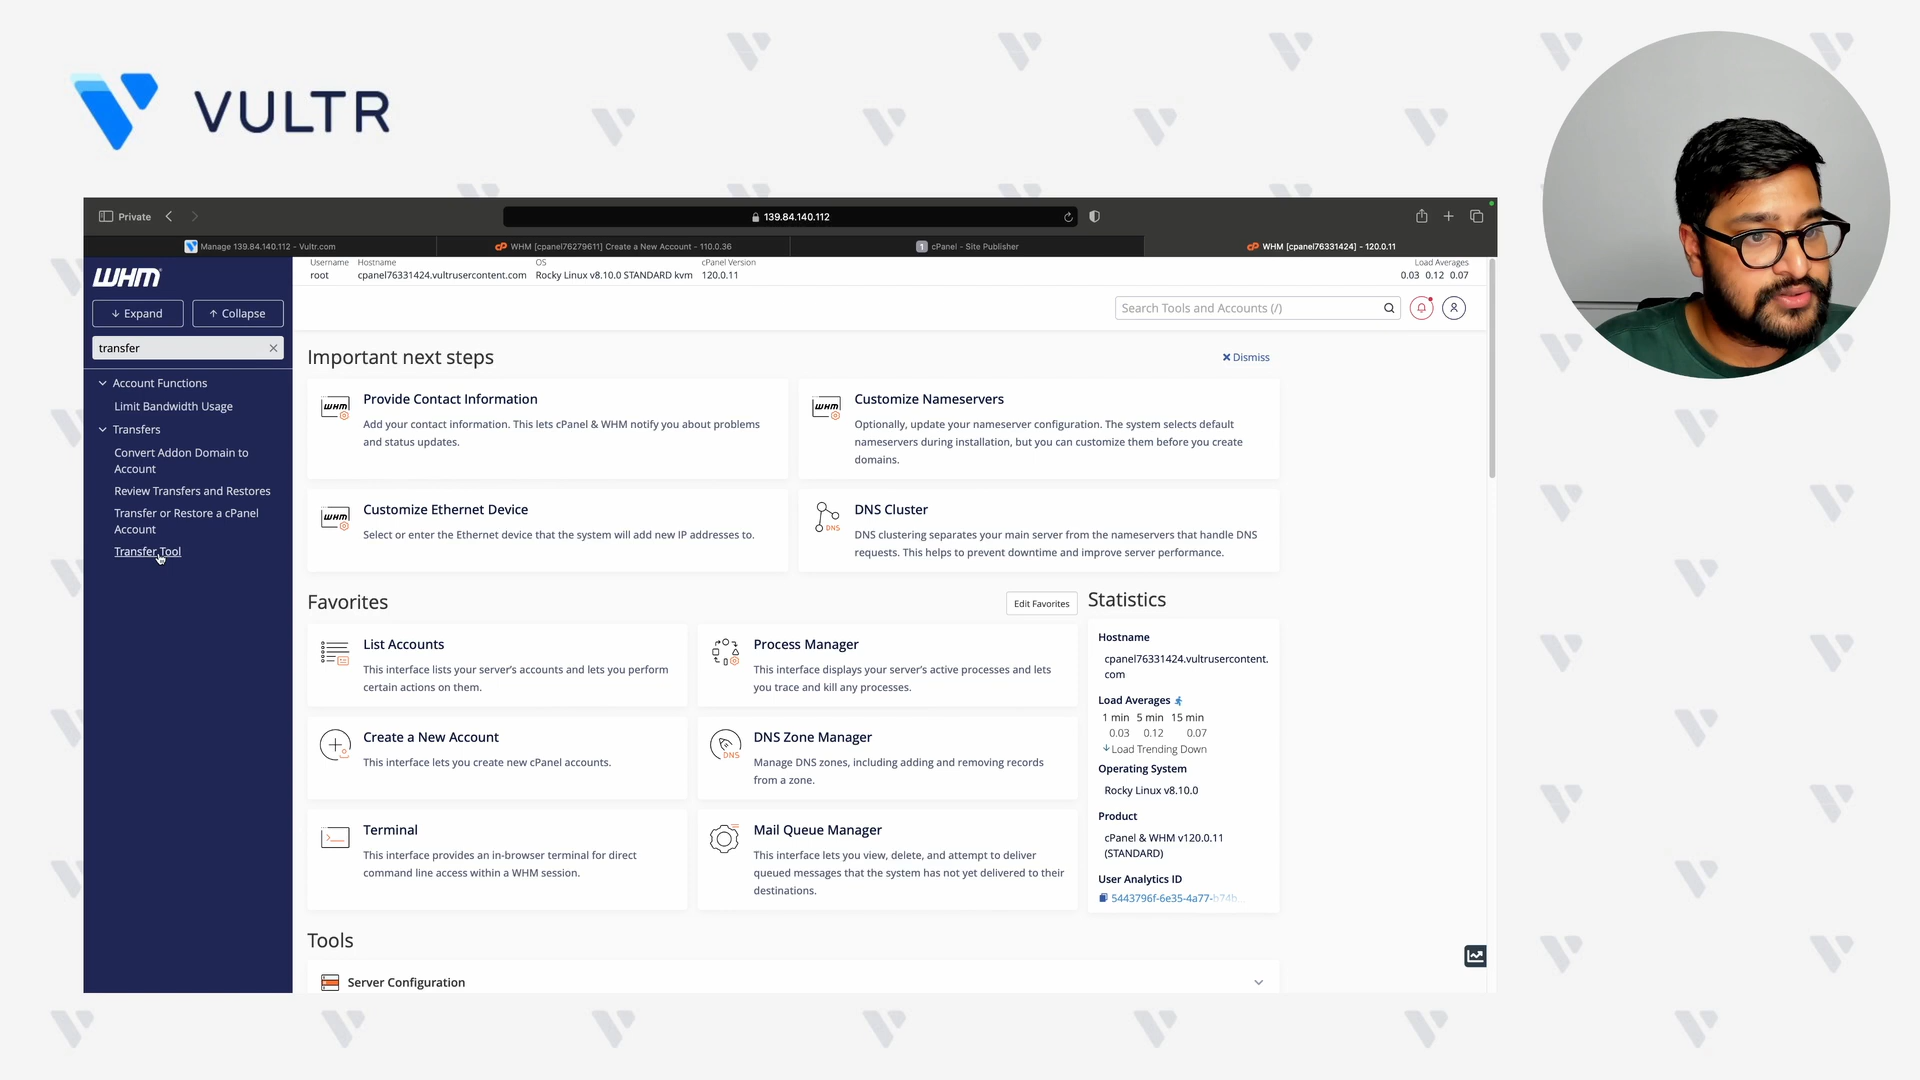 VULTR
Private
139.84.140.112
Manage 139.84.140.112 - Vultr.com
WHM [cpanel76279611] Create a New Account - 110.0.36
1 cPanel - Site Publisher
WHM [cpanel76331424] - 120.0.11
Username Hostname OS cPanel Version Load Averages
root cpanel76331424.vultrusercontent.com Rocky Linux v8.10.0 STANDARD kvm 120.0.11 0.03 0.12 0.07
WHM
Expand
Collapse
Search Tools and Accounts (/)
transfer
Account Functions
Limit Bandwidth Usage
Transfers
Convert Addon Domain to
Account
Review Transfers and Restores
Transfer or Restore a cPanel
Account
Transfer Tool
Important next steps
Dismiss
WHM
Provide Contact Information
Add your contact information. This lets cPanel & WHM notify you about problems
and status updates.
WHM
Customize Nameservers
Optionally, update your nameserver configuration. The system selects default
nameservers during installation, but you can customize them before you create
domains.
WHM
Customize Ethernet Device
Select or enter the Ethernet device that the system will add new IP addresses to.
DNS
DNS Cluster
DNS clustering separates your main server from the nameservers that handle DNS
requests. This helps to prevent downtime and improve server performance.
Favorites
Edit Favorites
List Accounts
This interface lists your server's accounts and lets you perform
certain actions on them.
Process Manager
This interface displays your server's active processes and lets
you trace and kill any processes.
Create a New Account
This interface lets you create new cPanel accounts.
DNS
DNS Zone Manager
Manage DNS zones, including adding and removing records
from a zone.
Terminal
This interface provides an in-browser terminal for direct
command line access within a WHM session.
Mail Queue Manager
This interface lets you view, delete, and attempt to deliver
queued messages that the system has not yet delivered to their
destinations.
Statistics
Hostname
cpanel76331424.vultrusercontent.
com
Load Averages
1 min 5 min 15 min
0.03 0.12 0.07
Load Trending Down
Operating System
Rocky Linux v8.10.0
Product
cPanel & WHM v120.0.11
(STANDARD)
User Analytics ID
5443796f-6e35-4a77-b74b...
Tools
Server Configuration